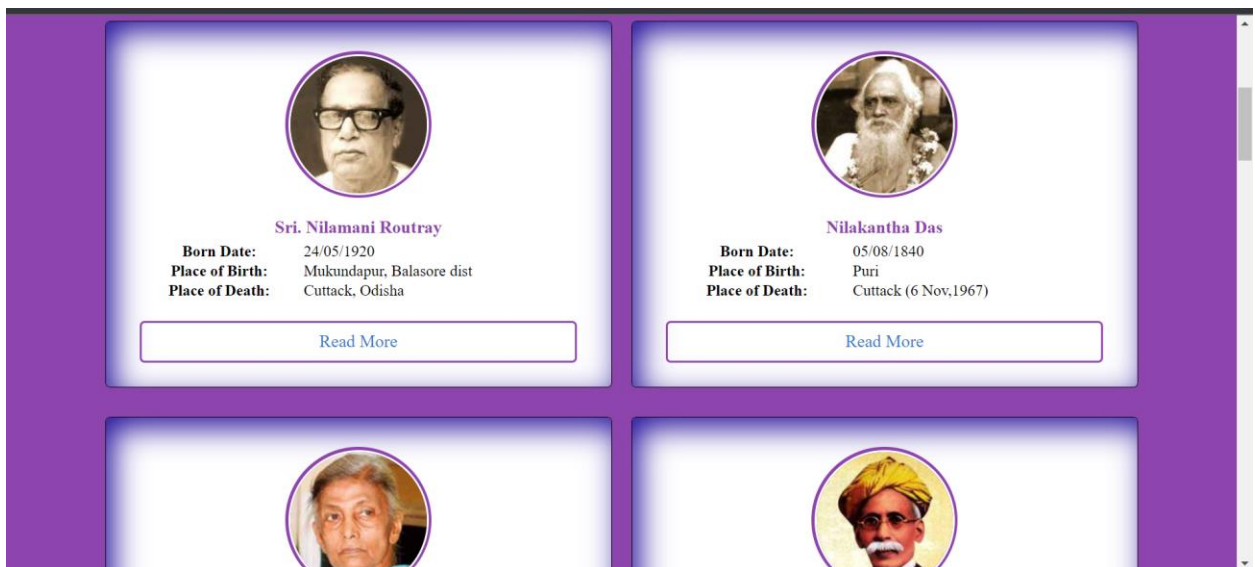 Sri. Nilamani Routray
Born Date: 24/05/1920
Place of Birth: Mukundapur, Balasore dist
Place of Death: Cuttack, Odisha
Read More
Nilakantha Das
Born Date: 05/08/1840
Place of Birth: Puri
Place of Death: Cuttack (6 Nov,1967)
Read More